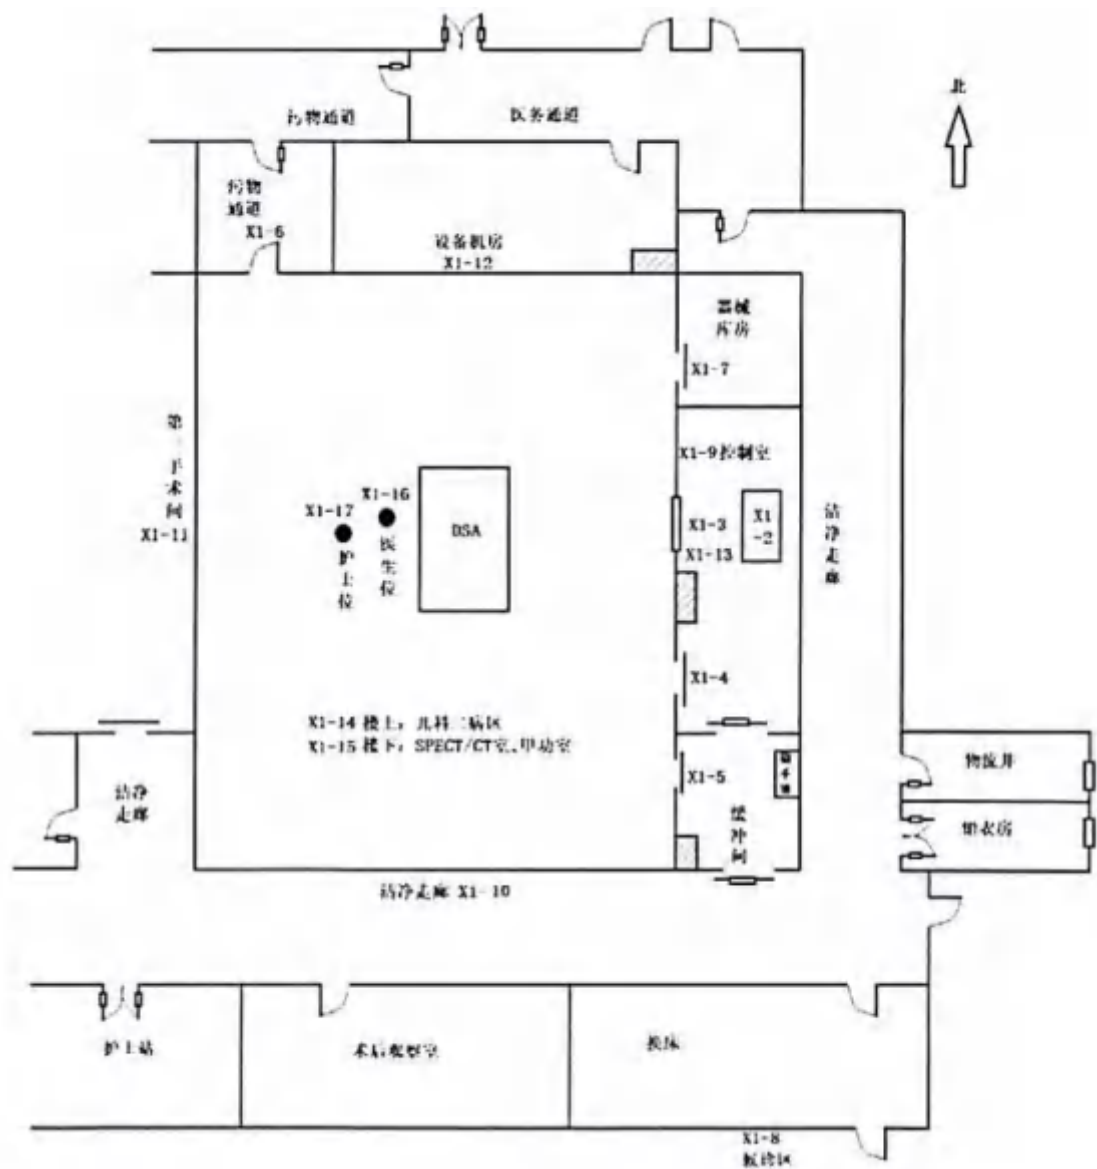 北
污物通道
医务通道
污物
通道
X1-6
设备机房
X1-12
器械
库房
X1-7
第一手术间
X1-11
X1-9控制室
X1-16
X1-17
医生位
护士位
DSA
X1-3
X1-13
X1
-2
洁净走廊
X1-4
X1-14 楼上：儿科二病区
X1-15 楼下：SPECT/CT室、甲功室
X1-5
缓冲间
洁净
走廊
物流井
洁净走廊 X1-10
护士站
术后观察室
换床
X1-8
候诊区